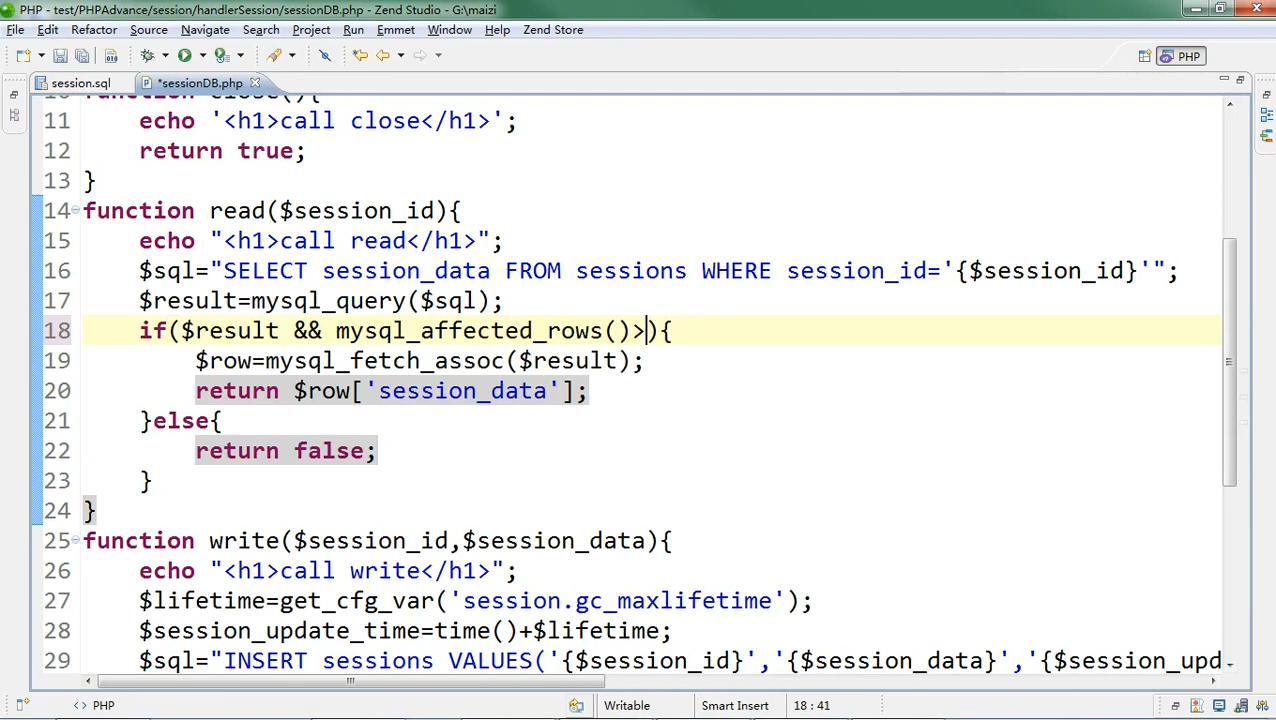 PHP - test/PHPAdvance/session/handlerSession/sessionDB.php - Zend Studio - G:\maizi
File Edit Refactor Source Navigate Search Project Run Emmet Window Help Zend Store
PHP
session.sql *sessionDB.php
11 echo '<h1>call close</h1>';
12 return true;
13 }
14 function read($session_id){
15 echo "<h1>call read</h1>";
16 $sql="SELECT session_data FROM sessions WHERE session_id='{$session_id}'";
17 $result=mysql_query($sql);
18 if($result && mysql_affected_rows()>){
19 $row=mysql_fetch_assoc($result);
20 return $row['session_data'];
21 }else{
22 return false;
23 }
24 }
25 function write($session_id,$session_data){
26 echo "<h1>call write</h1>";
27 $lifetime=get_cfg_var('session.gc_maxlifetime');
28 $session_update_time=time()+$lifetime;
29 $sql="INSERT sessions VALUES('{$session_id}','{$session_data}','{$session_upd
<> PHP Writable Smart Insert 18 : 41